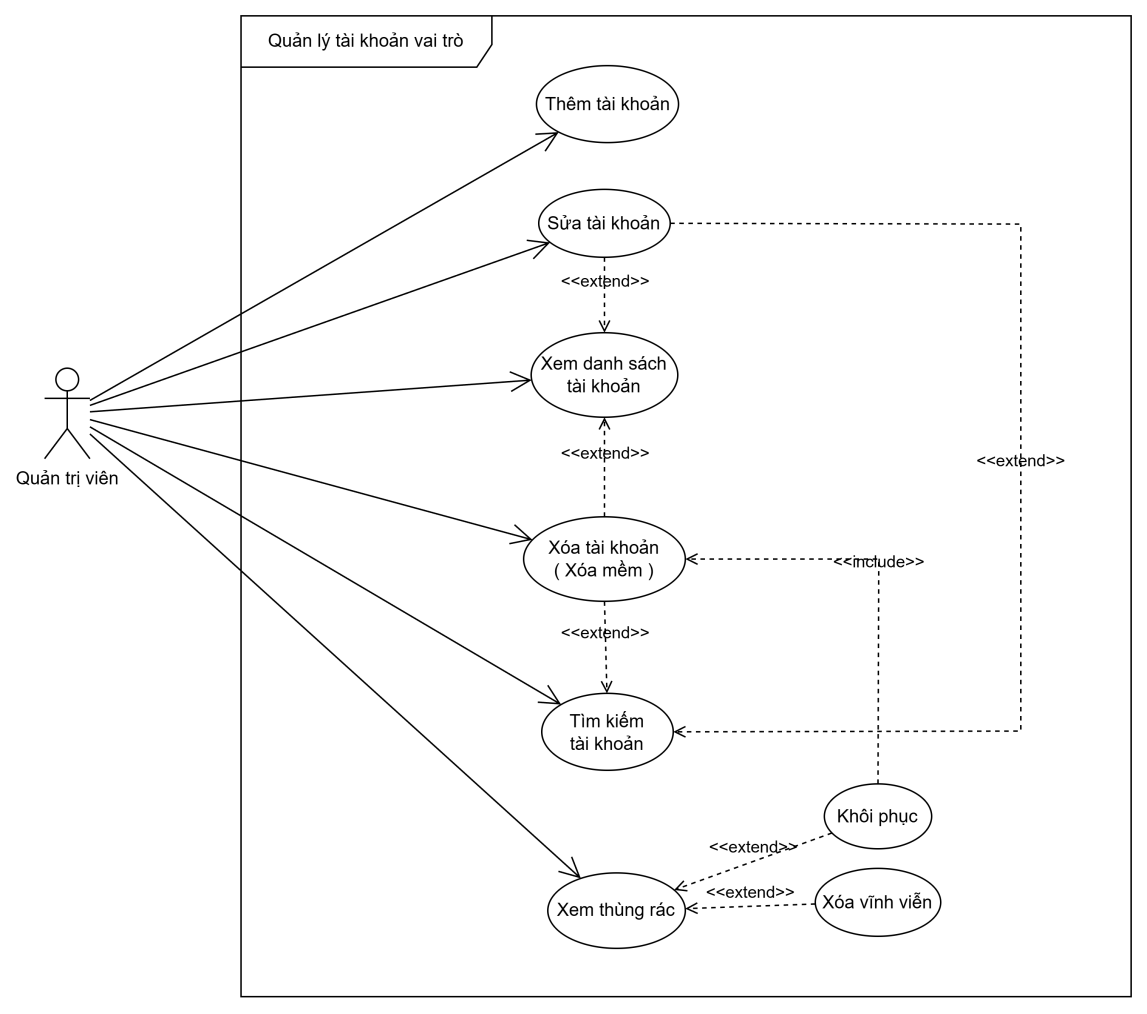 Quản lý tài khoản vai trò
Thêm tài khoản
Sửa tài khoản
<<extend>>
Xem danh sách
tài khoản
<<extend>>
<<extend>>
Quản trị viên
Xóa tài khoản
( Xóa mềm )
<<include>>
<<extend>>
Tìm kiếm
tài khoản
Khôi phục
<<extend>>
<<extend>>
Xóa vĩnh viễn
Xem thùng rác